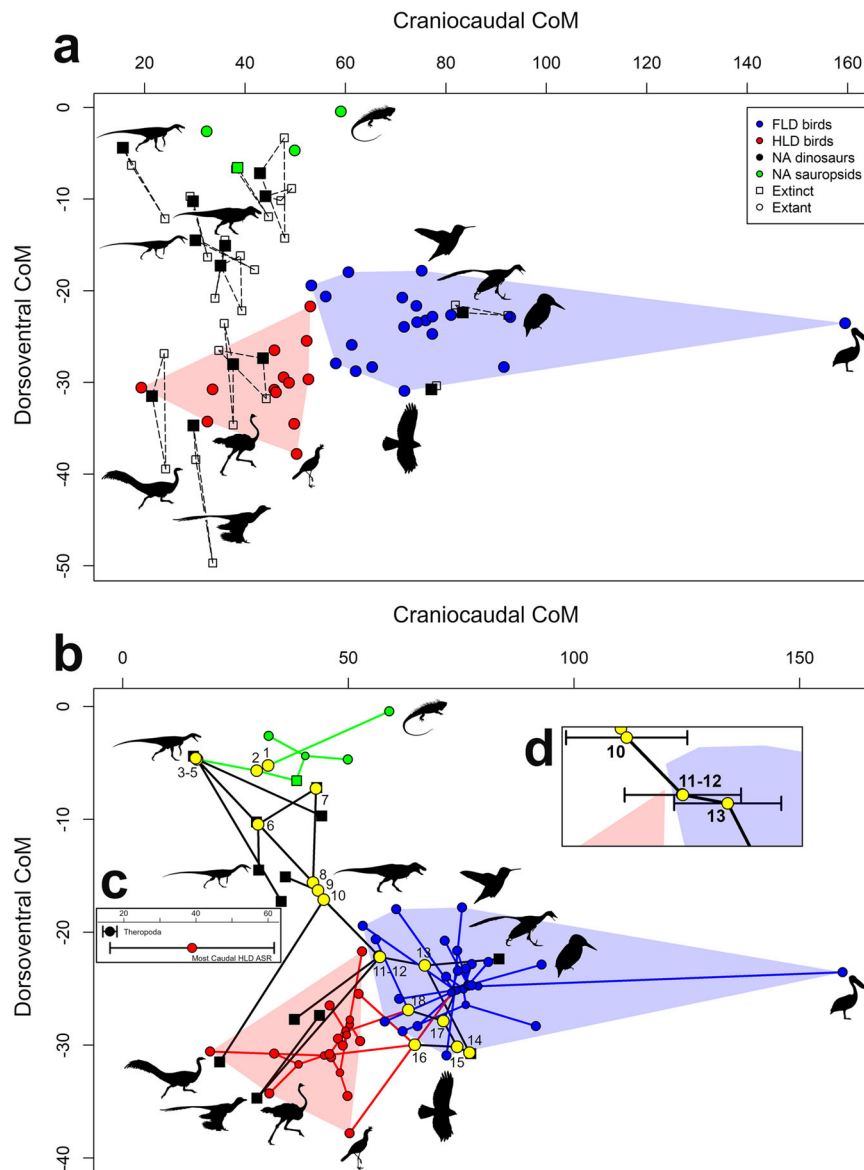 Craniocaudal CoM
a
20 40 60 80 100 120 140 160
Dorsoventral CoM
0
-10
-20
-30
-40
-50
FLD birds
HLD birds
NA dinosaurs
NA sauropsids
Extinct
Extant
Craniocaudal CoM
b
0 50 100 150
Dorsoventral CoM
0
-10
-20
-30
-40
1
2
3-5
6
7
8
9
10
11-12
13
18
17
16
15
14
c
20 40 60
Theropoda
Most Caudal HLD ASR
d
10
11-12
13